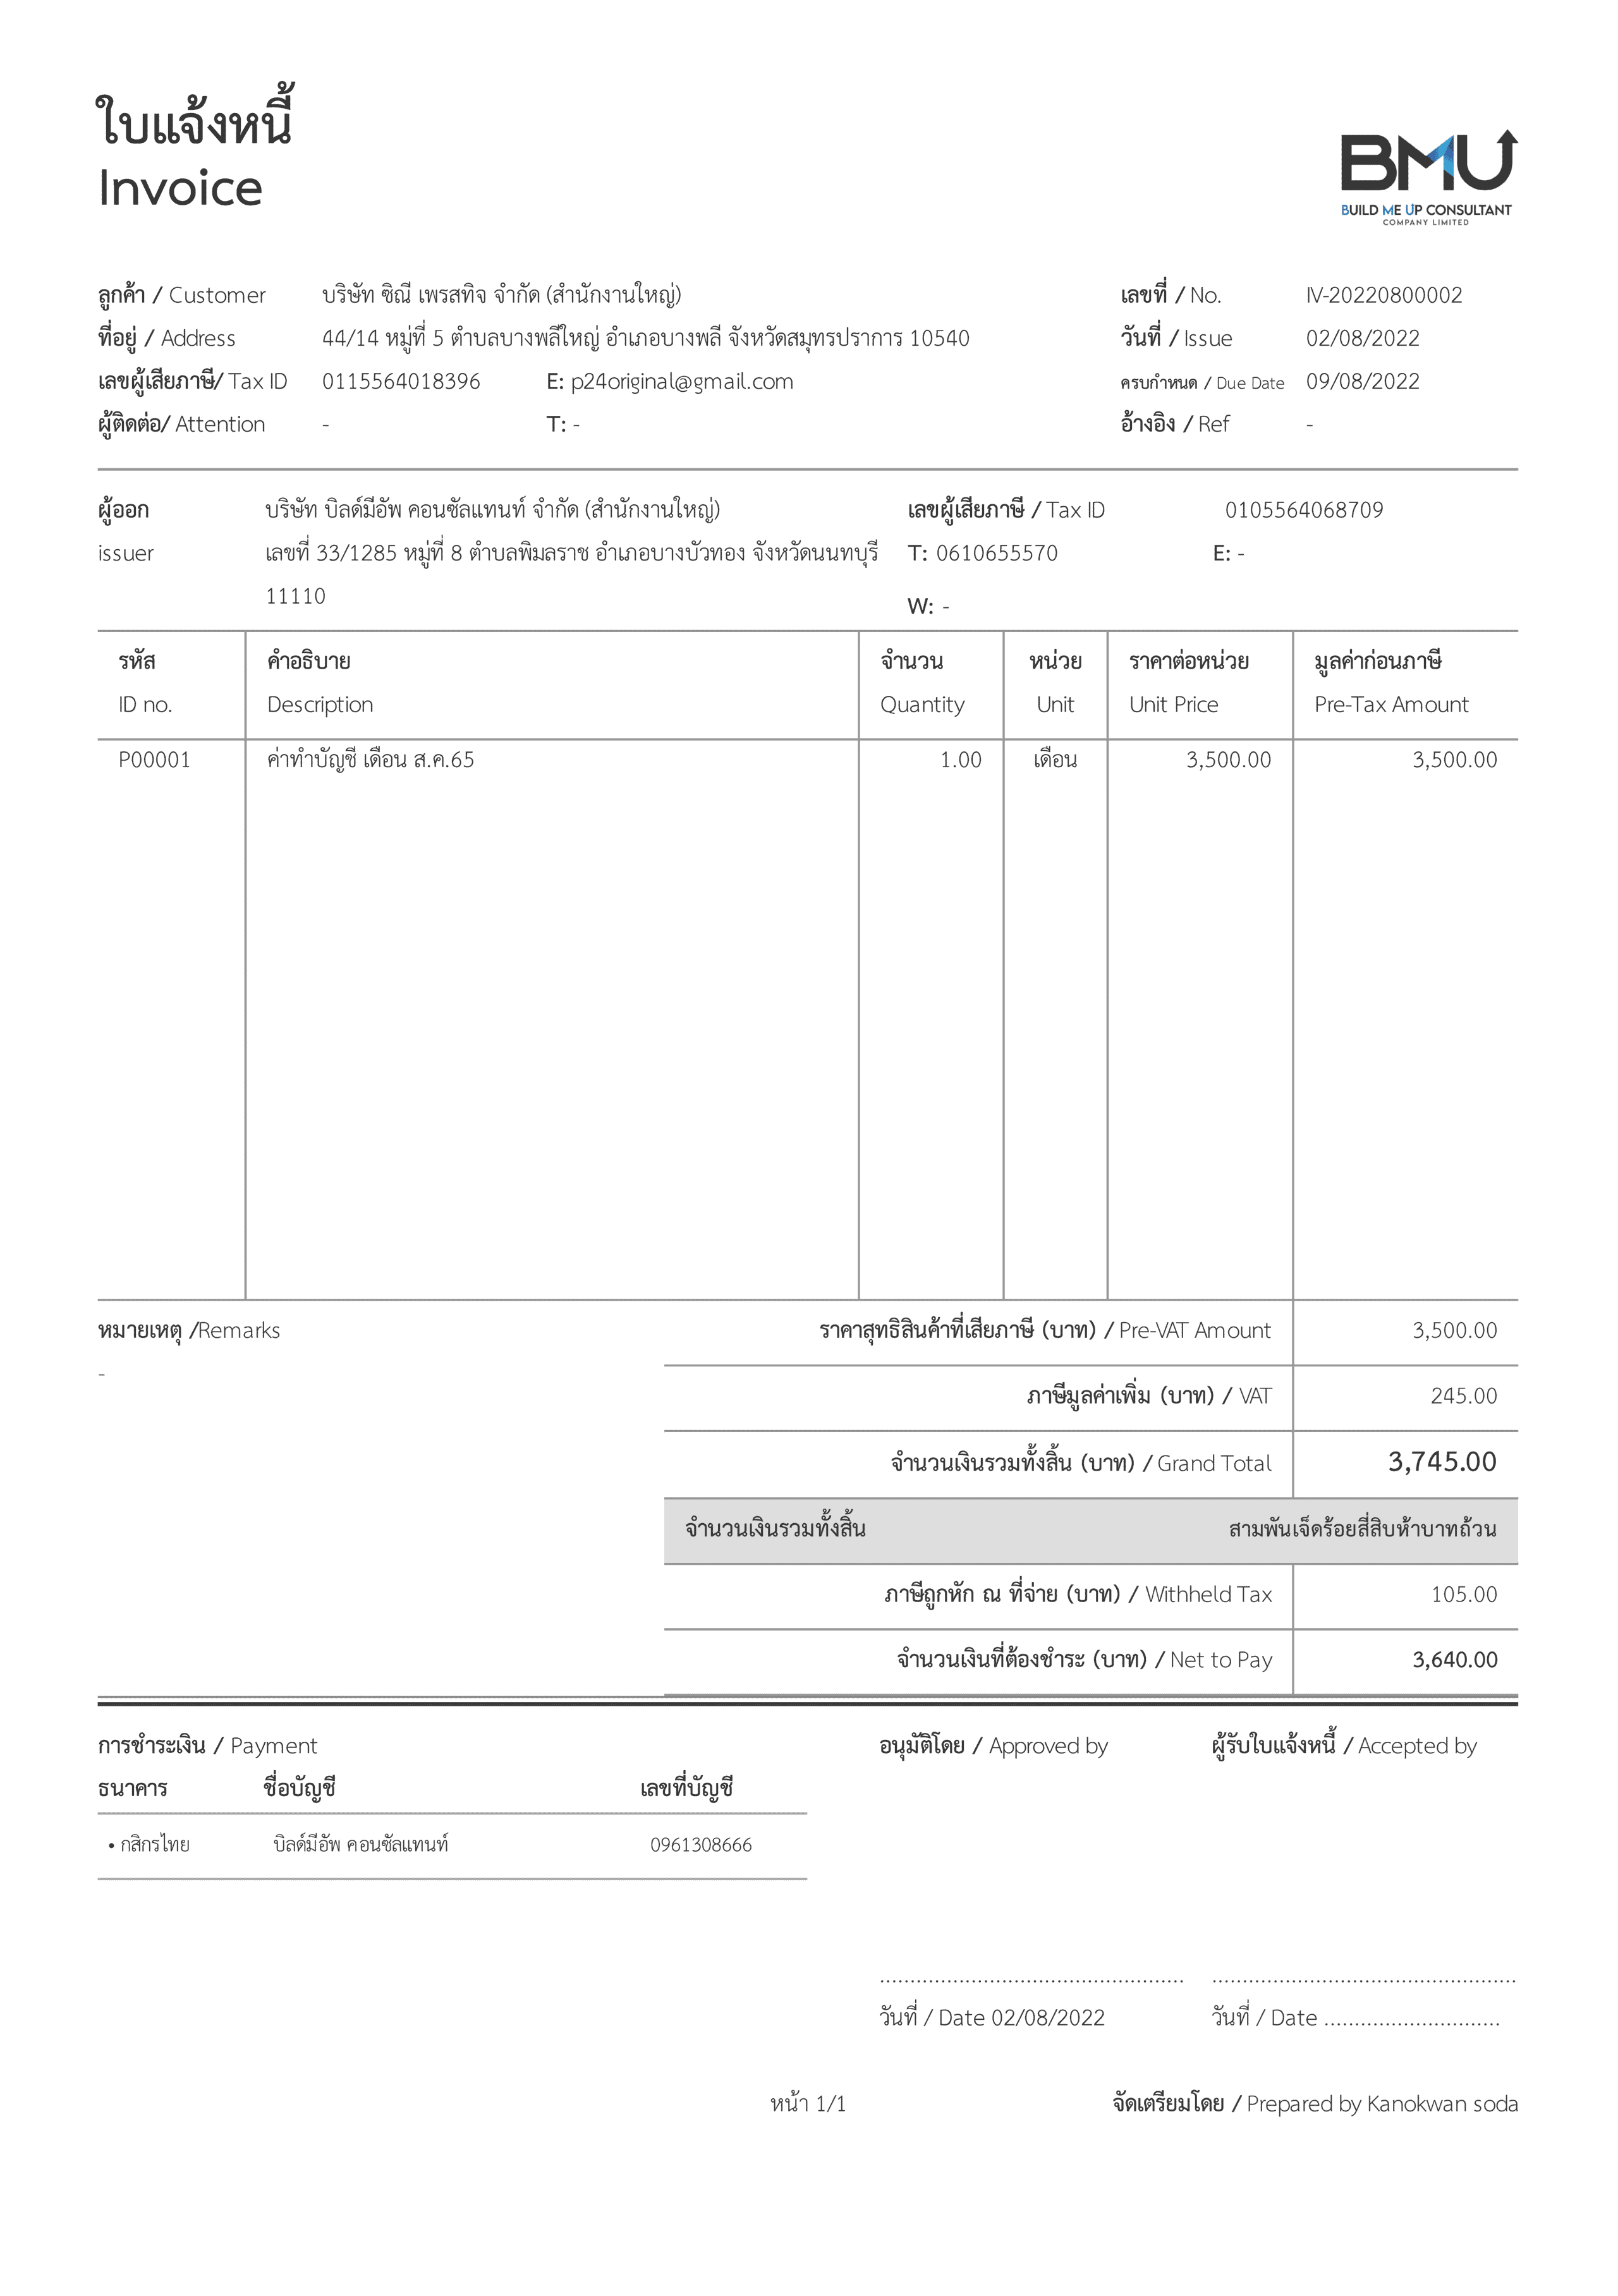 ใบแจ้งหนี้
Invoice
BMU
BUILD ME UP CONSULTANT
COMPANY LIMITED
ลูกค้า / Customer บริษัท ซิณี เพรสทิจ จำกัด (สำนักงานใหญ่) เลขที่ / No. IV-20220800002
ที่อยู่ / Address 44/14 หมู่ที่ 5 ตำบลบางพลีใหญ่ อำเภอบางพลี จังหวัดสมุทรปราการ 10540 วันที่ / Issue 02/08/2022
เลขผู้เสียภาษี/ Tax ID 0115564018396 E: p24original@gmail.com ครบกำหนด / Due Date 09/08/2022
ผู้ติดต่อ/ Attention - T: - อ้างอิง / Ref -
ผู้ออก บริษัท บิลด์มีอัพ คอนซัลแทนท์ จำกัด (สำนักงานใหญ่) เลขผู้เสียภาษี / Tax ID 0105564068709
issuer เลขที่ 33/1285 หมู่ที่ 8 ตำบลพิมลราช อำเภอบางบัวทอง จังหวัดนนทบุรี T: 0610655570 E: -
11110 W: -
รหัส คำอธิบาย จำนวน หน่วย ราคาต่อหน่วย มูลค่าก่อนภาษี
ID no. Description Quantity Unit Unit Price Pre-Tax Amount
P00001 ค่าทำบัญชี เดือน ส.ค.65 1.00 เดือน 3,500.00 3,500.00
หมายเหตุ /Remarks ราคาสุทธิสินค้าที่เสียภาษี (บาท) / Pre-VAT Amount 3,500.00
-
ภาษีมูลค่าเพิ่ม (บาท) / VAT 245.00
จำนวนเงินรวมทั้งสิ้น (บาท) / Grand Total 3,745.00
จำนวนเงินรวมทั้งสิ้น สามพันเจ็ดร้อยสี่สิบห้าบาทถ้วน
ภาษีถูกหัก ณ ที่จ่าย (บาท) / Withheld Tax 105.00
จำนวนเงินที่ต้องชำระ (บาท) / Net to Pay 3,640.00
การชำระเงิน / Payment อนุมัติโดย / Approved by ผู้รับใบแจ้งหนี้ / Accepted by
ธนาคาร ชื่อบัญชี เลขที่บัญชี
• กสิกรไทย บิลด์มีอัพ คอนซัลแทนท์ 0961308666
.................................................. ..................................................
วันที่ / Date 02/08/2022 วันที่ / Date .............................
หน้า 1/1 จัดเตรียมโดย / Prepared by Kanokwan soda